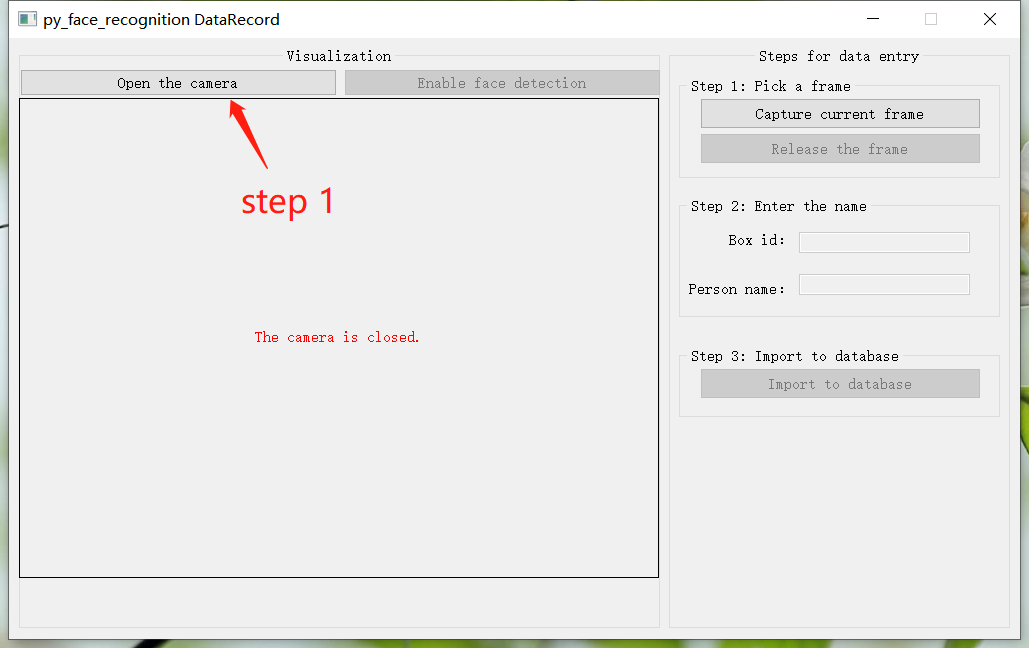 py_face_recognition DataRecord
Visualization
Open the camera
Enable face detection
step 1
The camera is closed.
Steps for data entry
Step 1: Pick a frame
Capture current frame
Release the frame
Step 2: Enter the name
Box id:
Person name:
Step 3: Import to database
Import to database